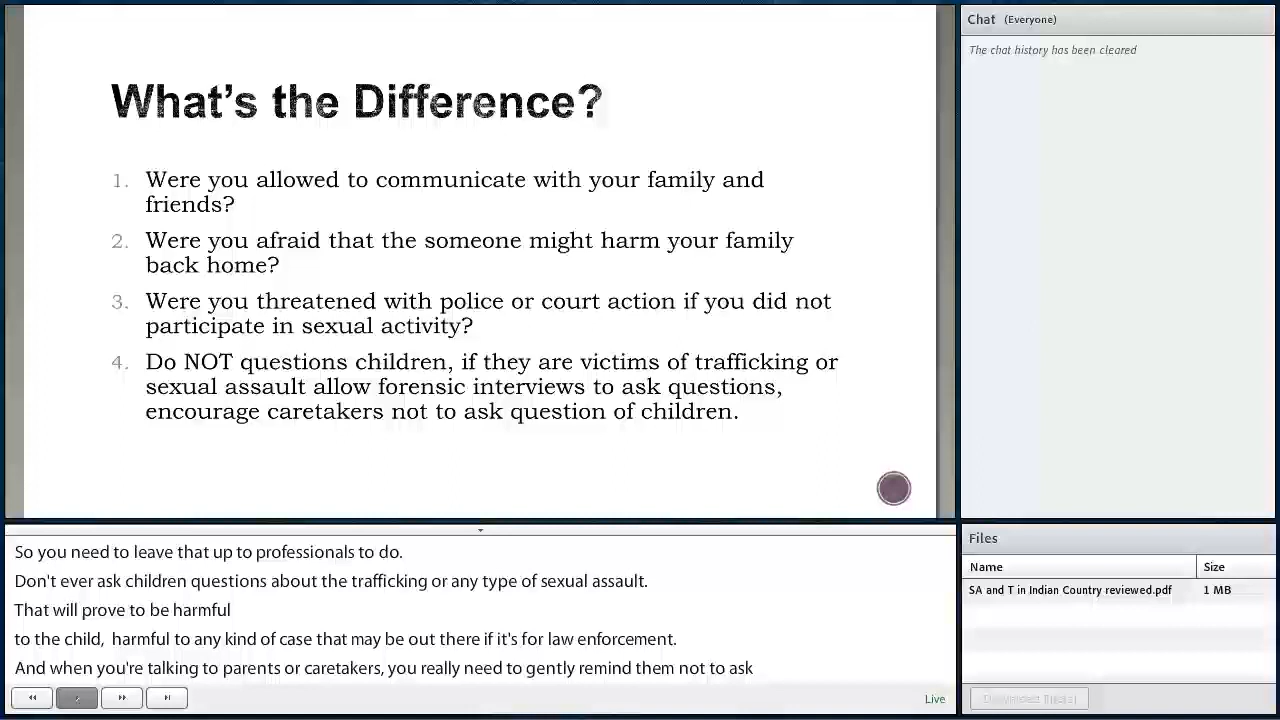 What's the Difference?
1. Were you allowed to communicate with your family and
friends?
2. Were you afraid that the someone might harm your family
back home?
3. Were you threatened with police or court action if you did not
participate in sexual activity?
4. Do NOT questions children, if they are victims of trafficking or
sexual assault allow forensic interviews to ask questions,
encourage caretakers not to ask question of children.
So you need to leave that up to professionals to do.
Don't ever ask children questions about the trafficking or any type of sexual assault.
That will prove to be harmful
to the child, harmful to any kind of case that may be out there if it's for law enforcement.
And when you're talking to parents or caretakers, you really need to gently remind them not to ask
Live
Chat (Everyone)
The chat history has been cleared
Files
Name Size
SA and T in Indian Country reviewed.pdf 1 MB